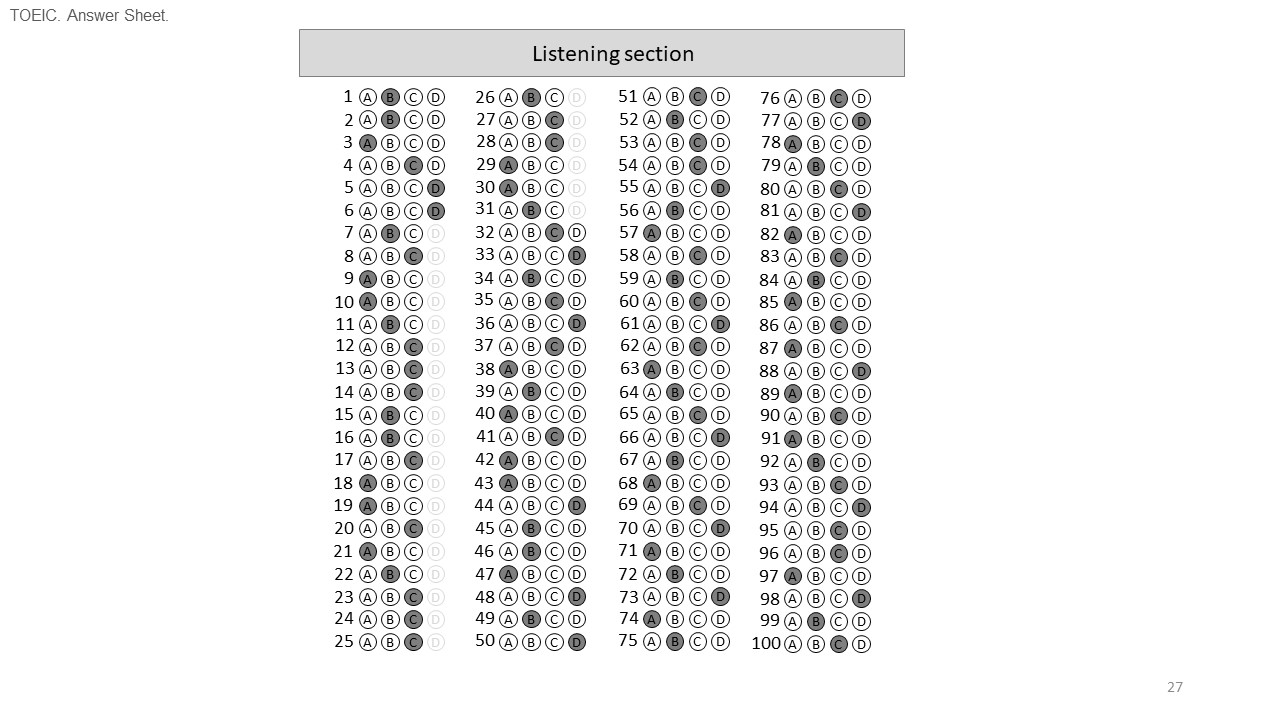 TOEIC. Answer Sheet.
Listening section
1 A B C D 26 A B C D 51 A B C D 76 A B C D
2 A B C D 27 A B C D 52 A B C D 77 A B C D
3 A B C D 28 A B C D 53 A B C D 78 A B C D
4 A B C D 29 A B C D 54 A B C D 79 A B C D
5 A B C D 30 A B C D 55 A B C D 80 A B C D
6 A B C D 31 A B C D 56 A B C D 81 A B C D
7 A B C D 32 A B C D 57 A B C D 82 A B C D
8 A B C D 33 A B C D 58 A B C D 83 A B C D
9 A B C D 34 A B C D 59 A B C D 84 A B C D
10 A B C D 35 A B C D 60 A B C D 85 A B C D
11 A B C D 36 A B C D 61 A B C D 86 A B C D
12 A B C D 37 A B C D 62 A B C D 87 A B C D
13 A B C D 38 A B C D 63 A B C D 88 A B C D
14 A B C D 39 A B C D 64 A B C D 89 A B C D
15 A B C D 40 A B C D 65 A B C D 90 A B C D
16 A B C D 41 A B C D 66 A B C D 91 A B C D
17 A B C D 42 A B C D 67 A B C D 92 A B C D
18 A B C D 43 A B C D 68 A B C D 93 A B C D
19 A B C D 44 A B C D 69 A B C D 94 A B C D
20 A B C D 45 A B C D 70 A B C D 95 A B C D
21 A B C D 46 A B C D 71 A B C D 96 A B C D
22 A B C D 47 A B C D 72 A B C D 97 A B C D
23 A B C D 48 A B C D 73 A B C D 98 A B C D
24 A B C D 49 A B C D 74 A B C D 99 A B C D
25 A B C D 50 A B C D 75 A B C D 100 A B C D
27